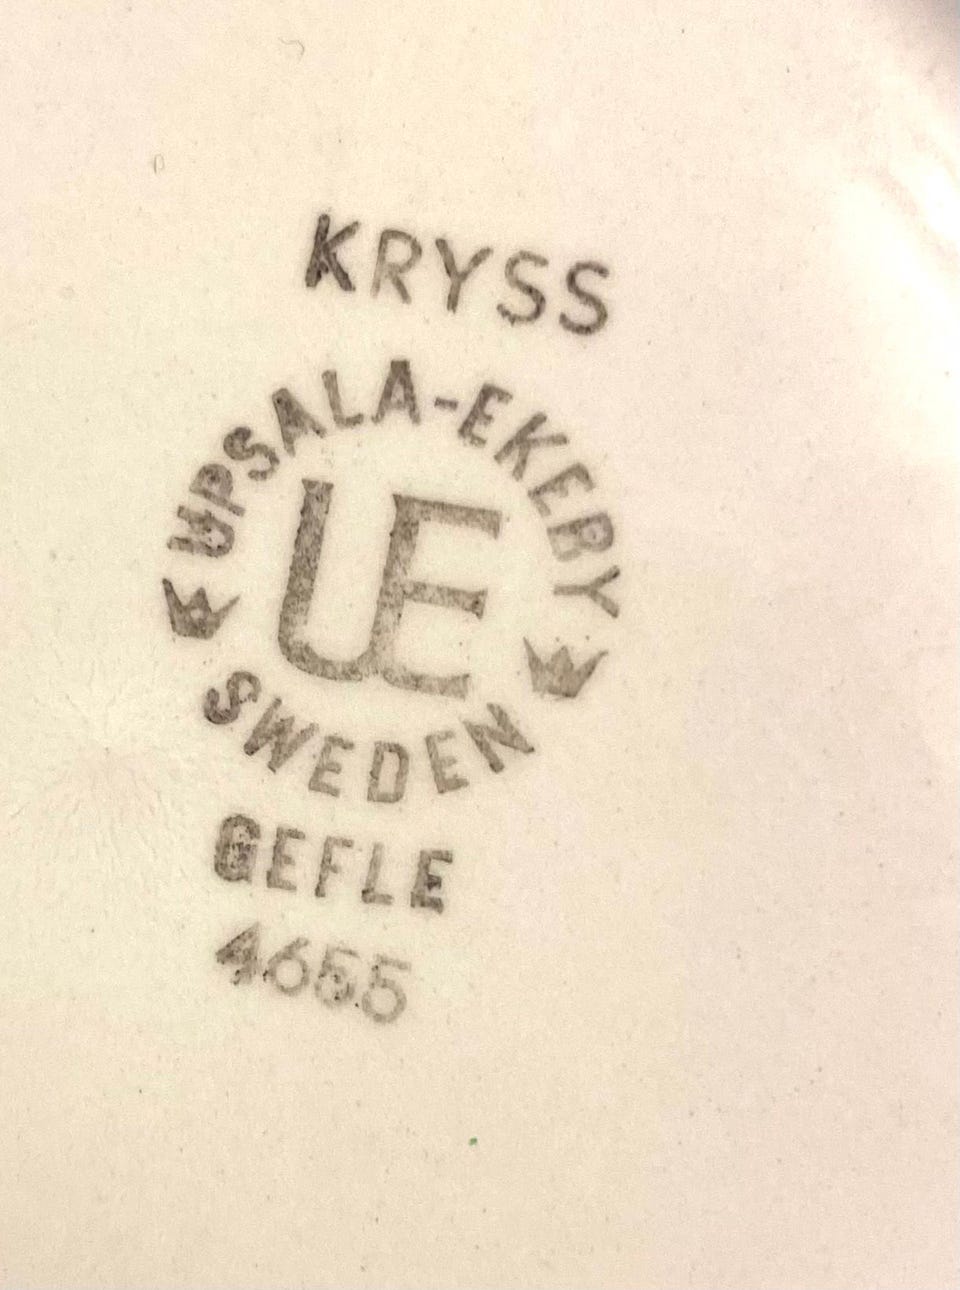 KRYSS
UPSALA-EKEBY
UE
SWEDEN
GEFLE
4655